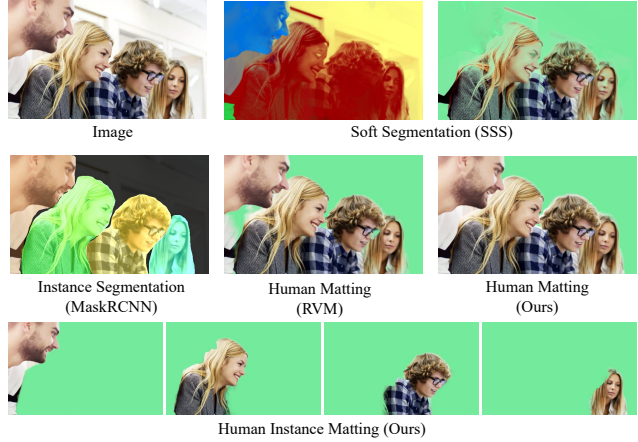 Image
Soft Segmentation (SSS)
Instance Segmentation
(MaskRCNN)
Human Matting
(RVM)
Human Matting
(Ours)
Human Instance Matting (Ours)